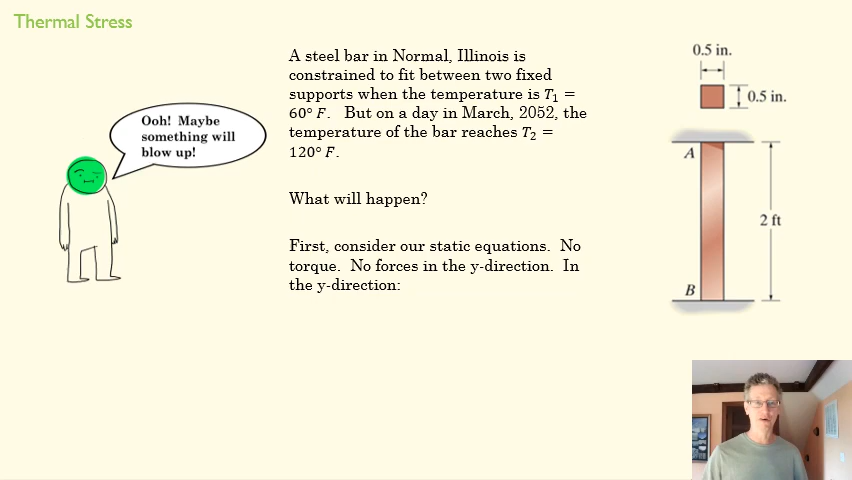 Thermal Stress
A steel bar in Normal, Illinois is
constrained to fit between two fixed
supports when the temperature is T₁ =
60° F. But on a day in March, 2052, the
temperature of the bar reaches T₂ =
120° F.
What will happen?
First, consider our static equations. No
torque. No forces in the y-direction. In
the y-direction:
Ooh! Maybe
something will
blow up!
0.5 in.
0.5 in.
A
2 ft
B